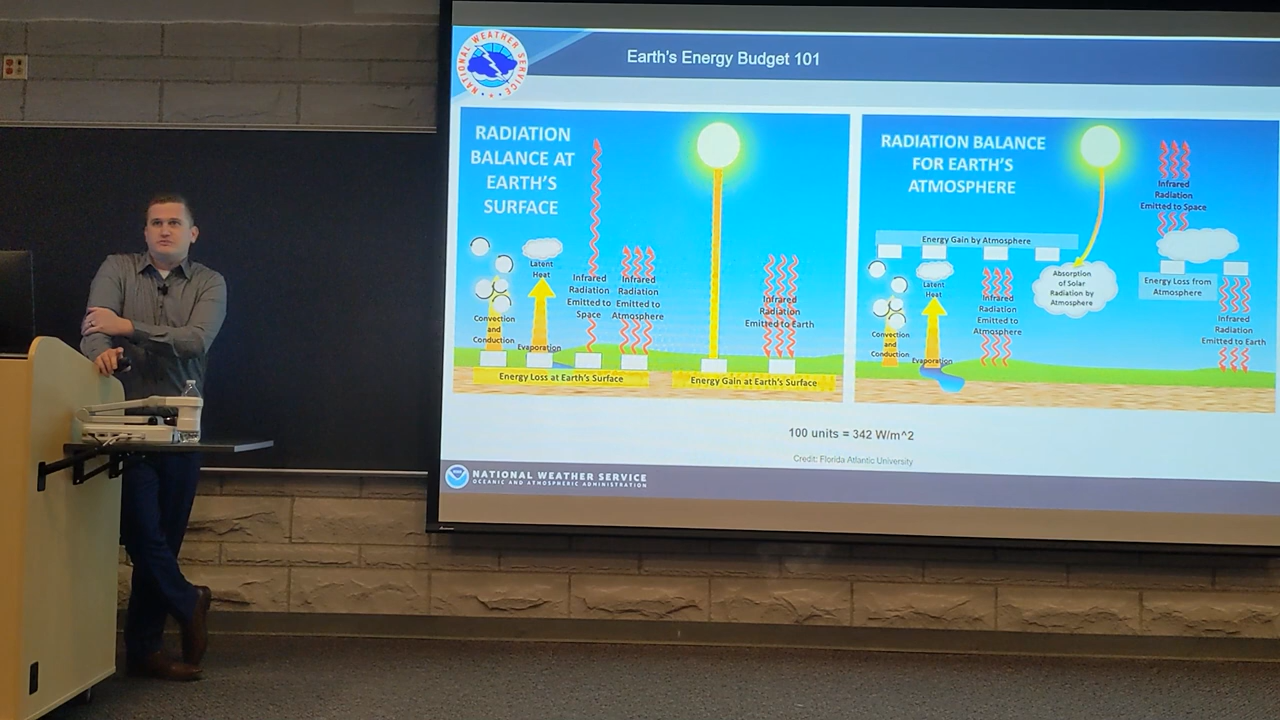 NATIONAL WEATHER SERVICE
Earth's Energy Budget 101
RADIATION
BALANCE AT
EARTH'S
SURFACE
Latent
Heat
Convection
and
Conduction
Evaporation
Infrared
Radiation
Emitted to
Space
Infrared
Radiation
Emitted to
Atmosphere
Infrared
Radiation
Emitted to Earth
Energy Loss at Earth's Surface
Energy Gain at Earth's Surface
RADIATION BALANCE
FOR EARTH'S
ATMOSPHERE
Energy Gain by Atmosphere
Latent
Heat
Convection
and
Conduction
Evaporation
Infrared
Radiation
Emitted to
Atmosphere
Absorption
of Solar
Radiation by
Atmosphere
Infrared
Radiation
Emitted to Space
Energy Loss from
Atmosphere
Infrared
Radiation
Emitted to Earth
100 units = 342 W/m^2
Credit: Florida Atlantic University
NATIONAL WEATHER SERVICE
OCEANIC AND ATMOSPHERIC ADMINISTRATION